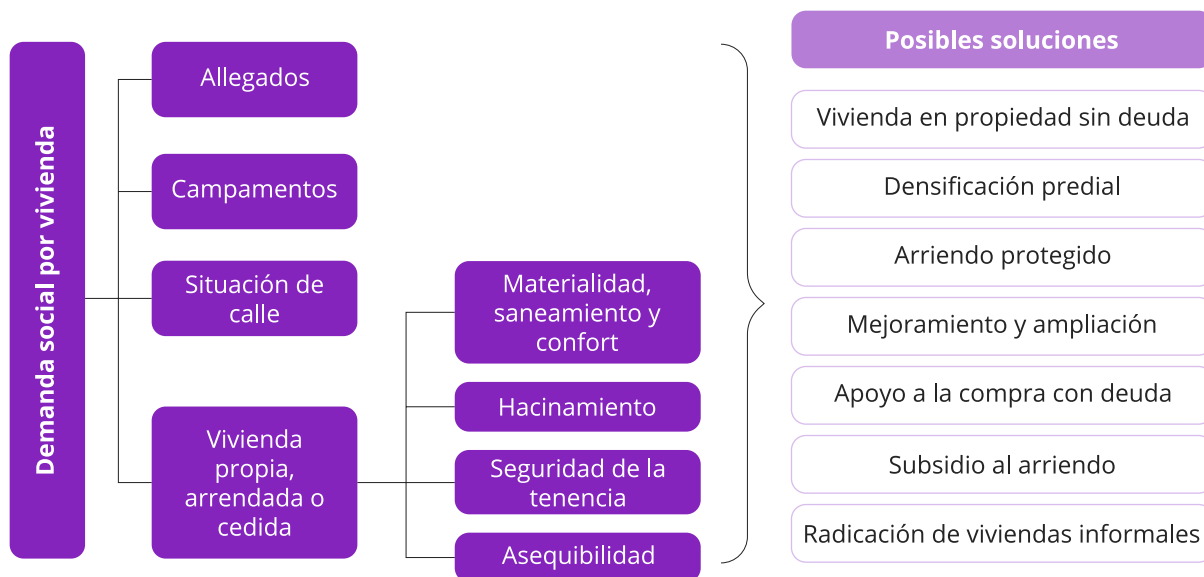 Demanda social por vivienda
Allegados
Campamentos
Situación de
calle
Vivienda
propia,
arrendada o
cedida
Materialidad,
saneamiento y
confort
Hacinamiento
Seguridad de la
tenencia
Asequibilidad
Posibles soluciones
Vivienda en propiedad sin deuda
Densificación predial
Arriendo protegido
Mejoramiento y ampliación
Apoyo a la compra con deuda
Subsidio al arriendo
Radicación de viviendas informales